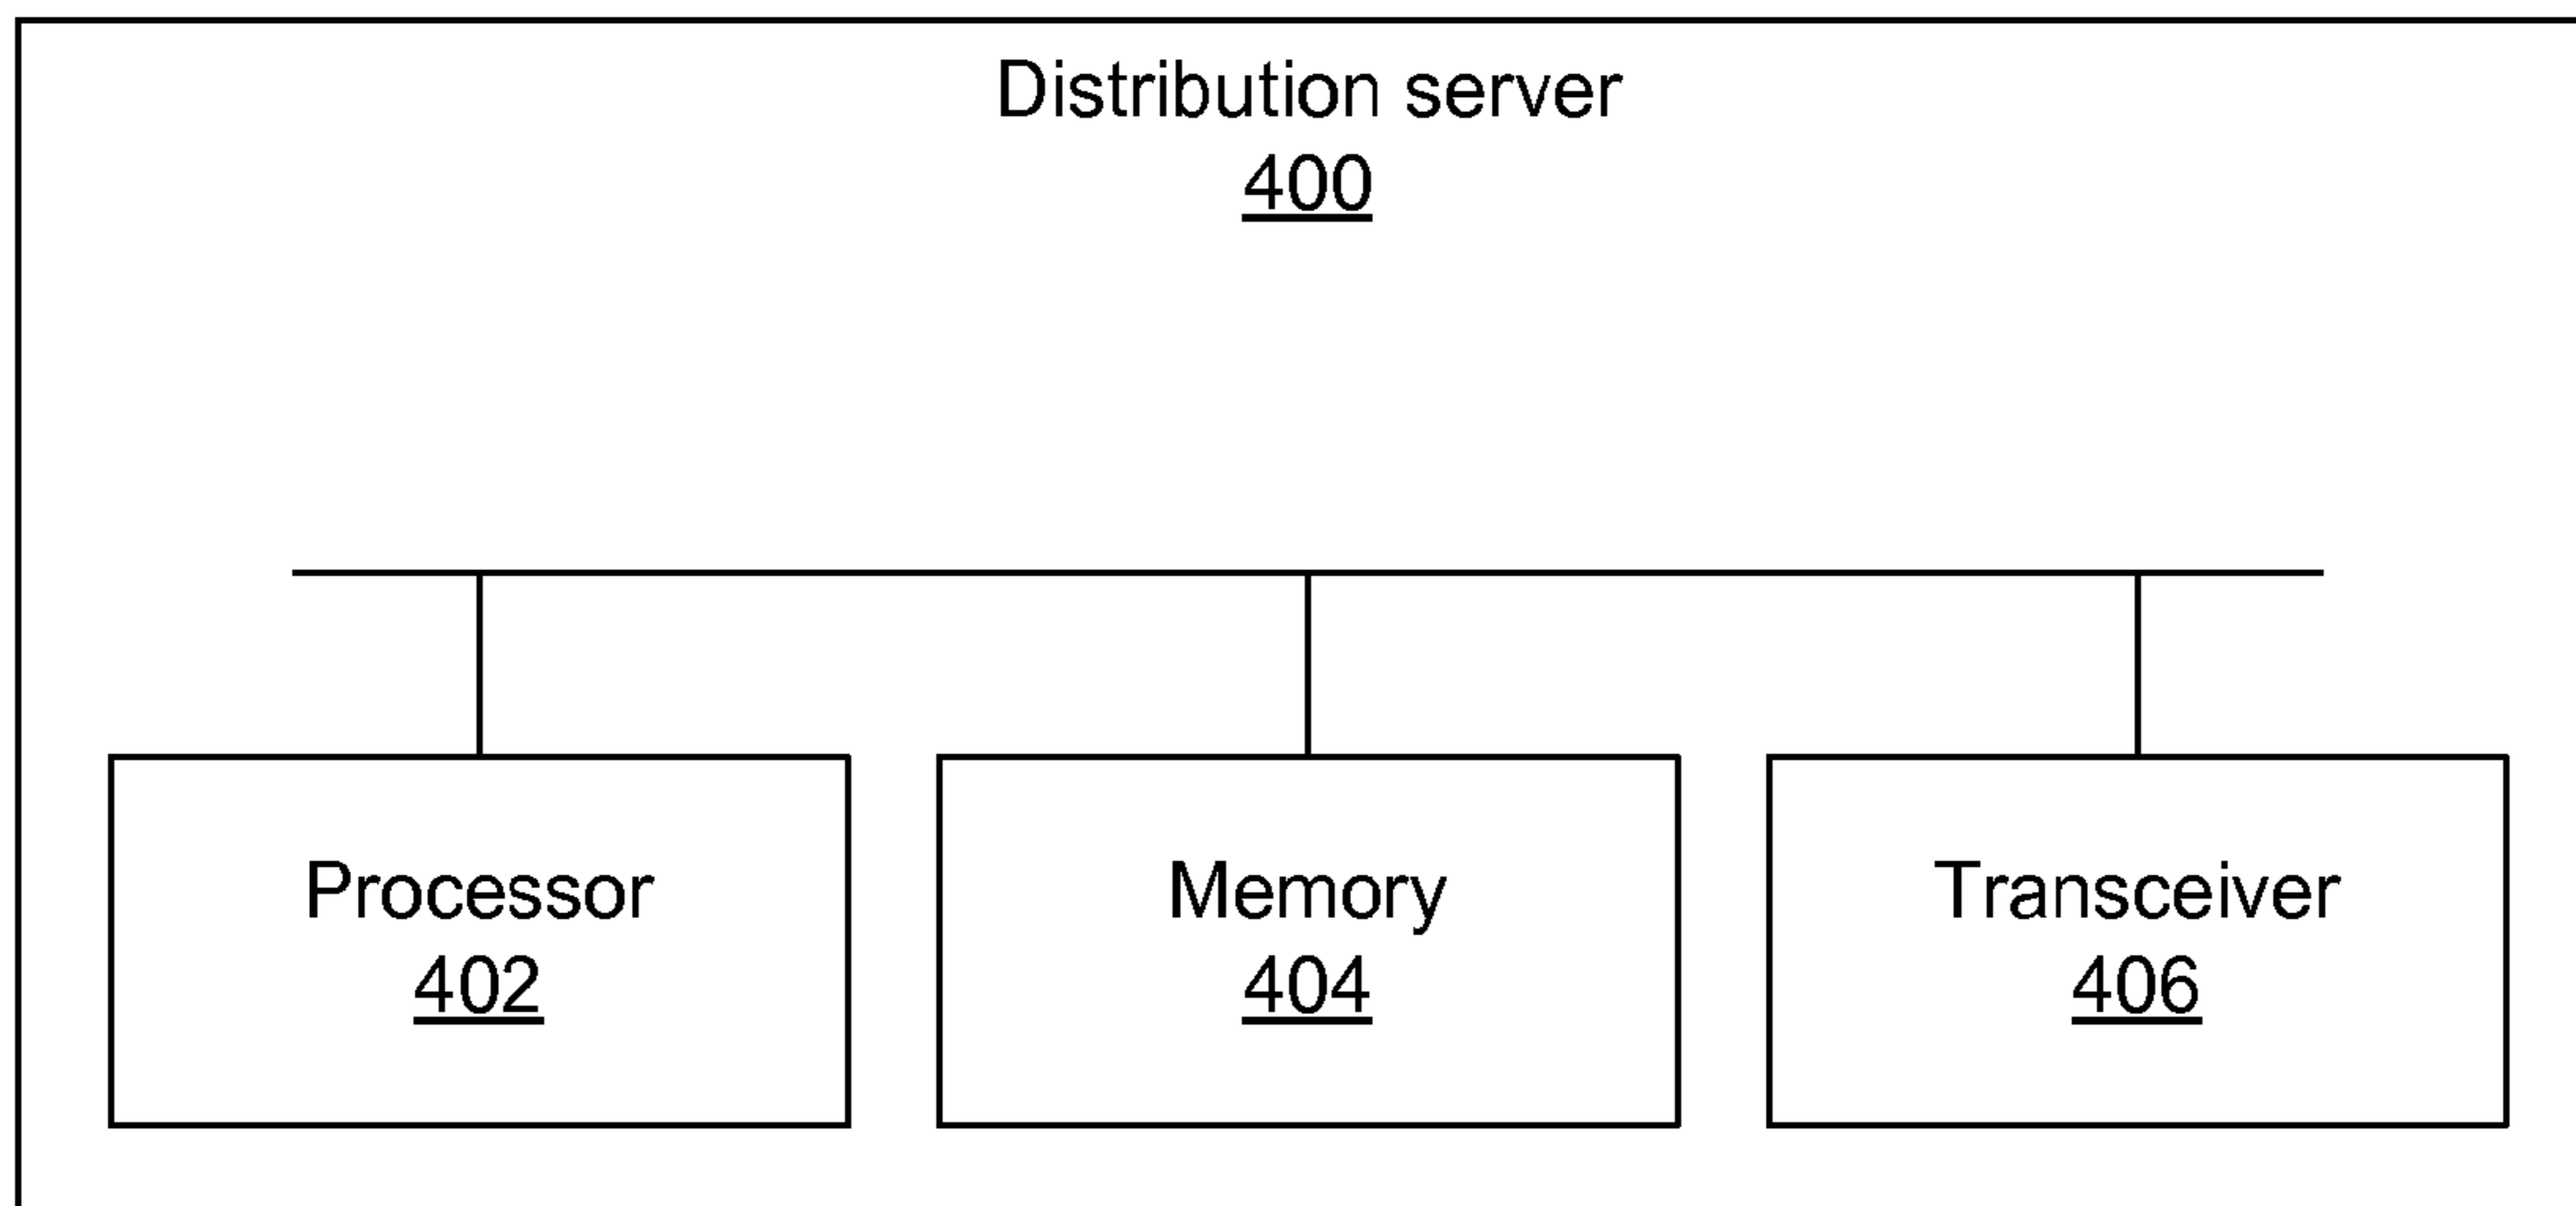 Distribution server
400
Processor
402
Memory
404
Transceiver
406